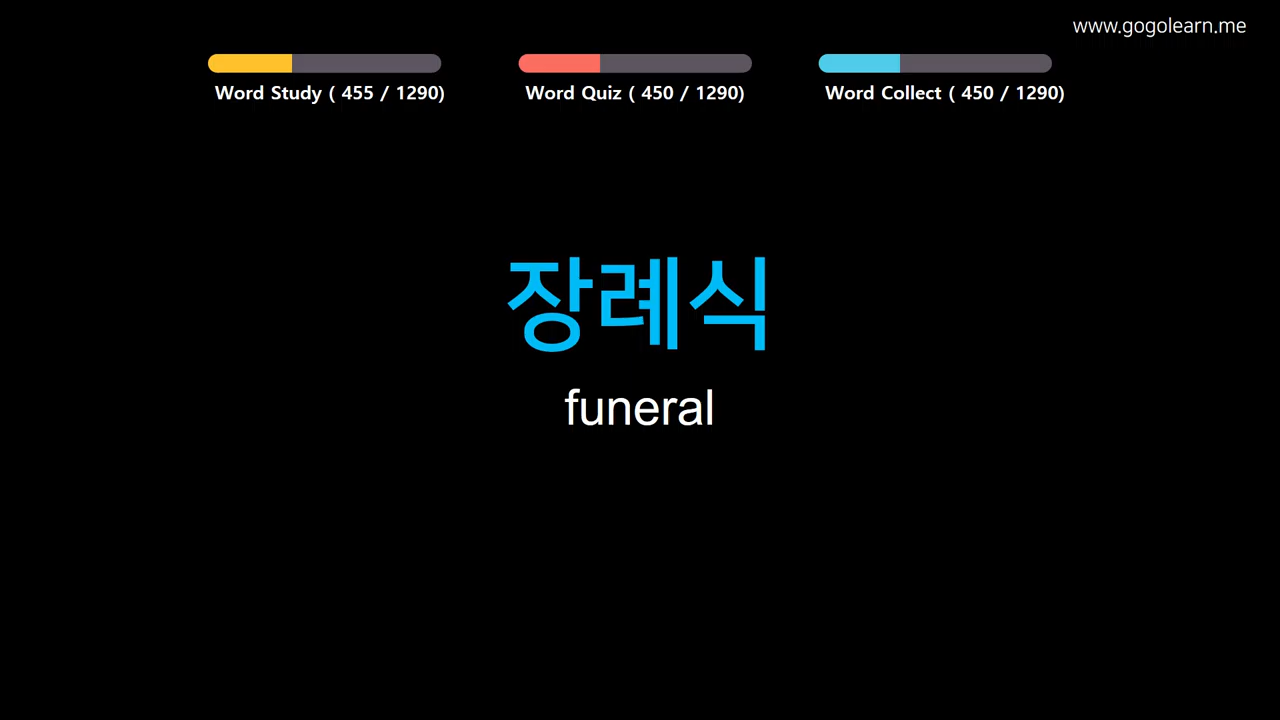 www.gogolearn.me
Word Study ( 455 / 1290)
Word Quiz ( 450 / 1290)
Word Collect ( 450 / 1290)
장례식
funeral